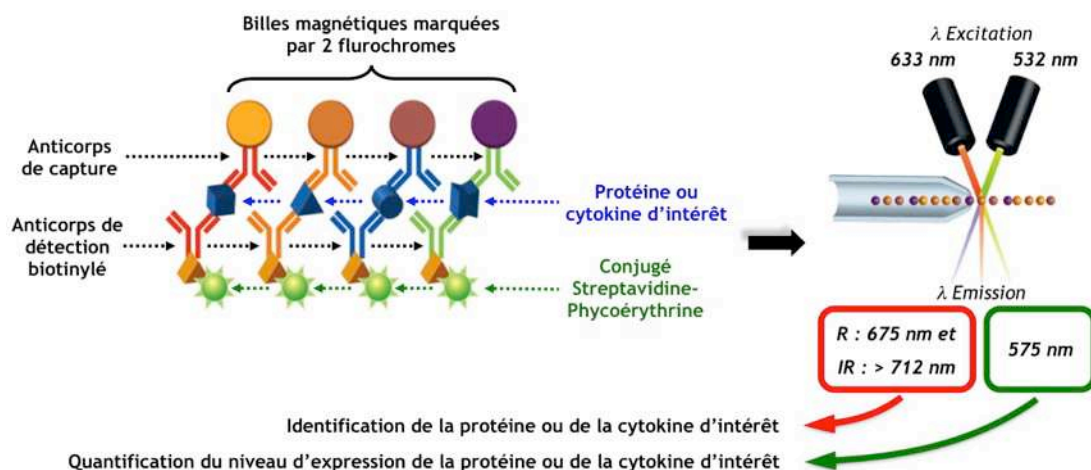 Billes magnétiques marquées
par 2 flurochromes
Anticorps
de capture
Protéine ou
cytokine d'intérêt
Anticorps de
détection
biotinylé
Conjugé
Streptavidine-
Phycoérythrine
λ Excitation
633 nm
532 nm
λ Emission
R : 675 nm et
IR : > 712 nm
575 nm
Identification de la protéine ou de la cytokine d'intérêt
Quantification du niveau d'expression de la protéine ou de la cytokine d'intérêt